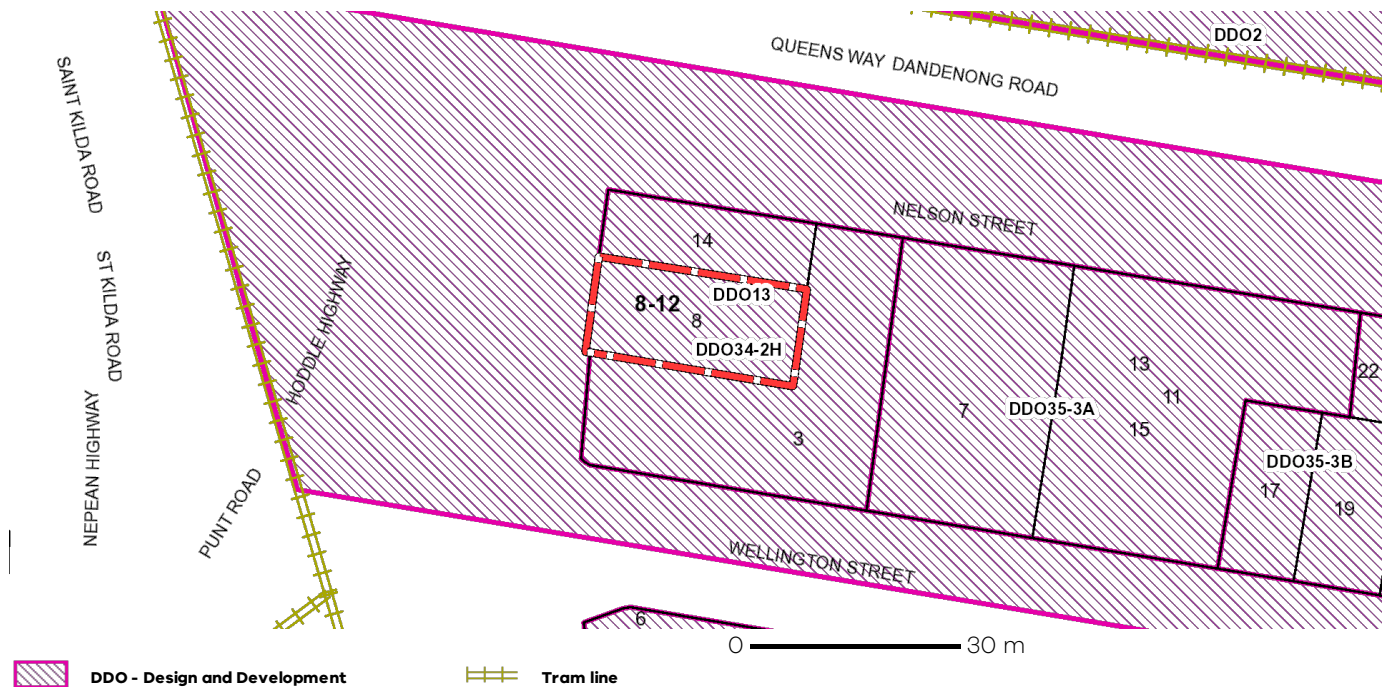 DDO2
QUEENS WAY DANDENONG ROAD
SAINT KILDA ROAD
NELSON STREET
14
ST KILDA ROAD
HODDLE HIGHWAY
8-12
DDO13
8
DDO34-2H
13
22
11
7
DDO35-3A
15
3
NEPEAN HIGHWAY
DDO35-3B
17
19
PUNT ROAD
WELLINGTON STREET
6
0 30 m
DDO - Design and Development
Tram line